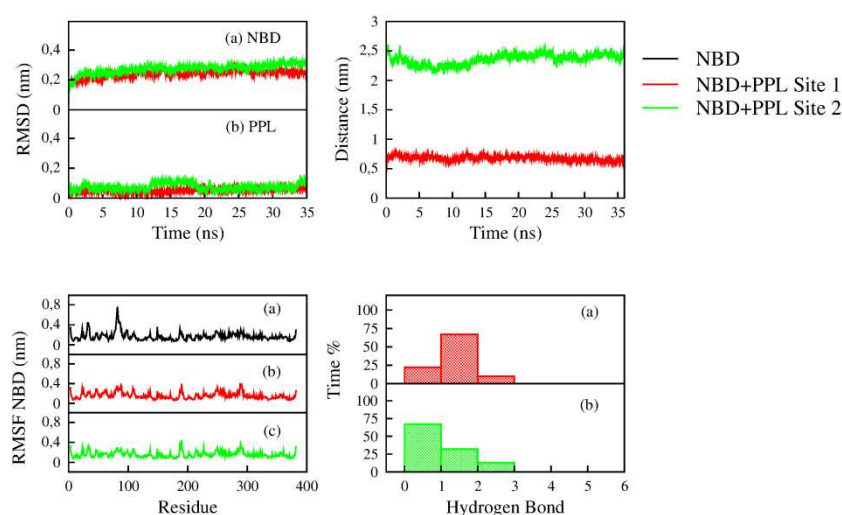 (a) NBD
0,4
0,2
0
RMSD (nm)
(b) PPL
0,4
0,2
0
0 5 10 15 20 25 30 35
Time (ns)
3
2,5
2
1,5
1
0,5
0
Distance (nm)
0 5 10 15 20 25 30 35
Time (ns)
NBD
NBD+PPL Site 1
NBD+PPL Site 2
(a)
0,8
0,4
0
(b)
0,8
0,4
0
(c)
0,8
0,4
0
RMSF NBD (nm)
0 100 200 300 400
Residue
(a)
100
75
50
25
0
Time %
(b)
100
75
50
25
0
0 1 2 3 4 5 6
Hydrogen Bond